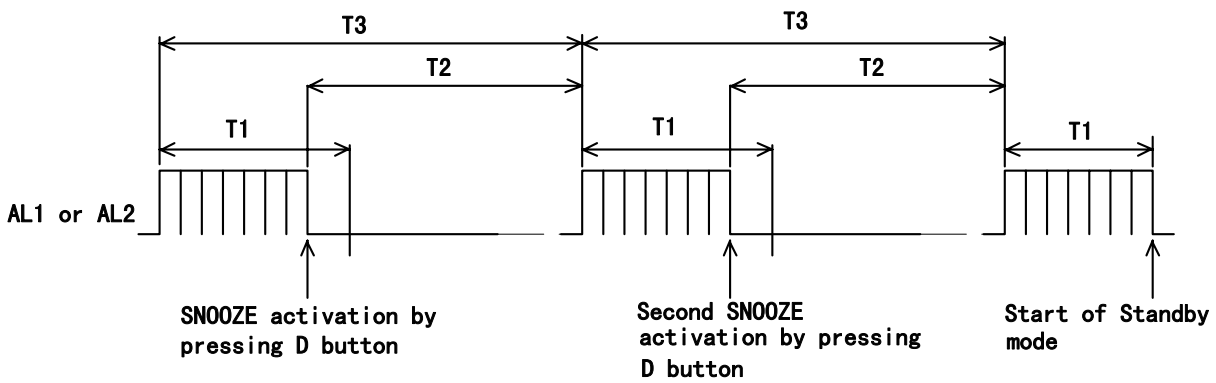 T3
T3
T2
T2
T1
T1
T1
AL1 or AL2
SNOOZE activation by
pressing D button
Second SNOOZE
activation by pressing
D button
Start of Standby
mode